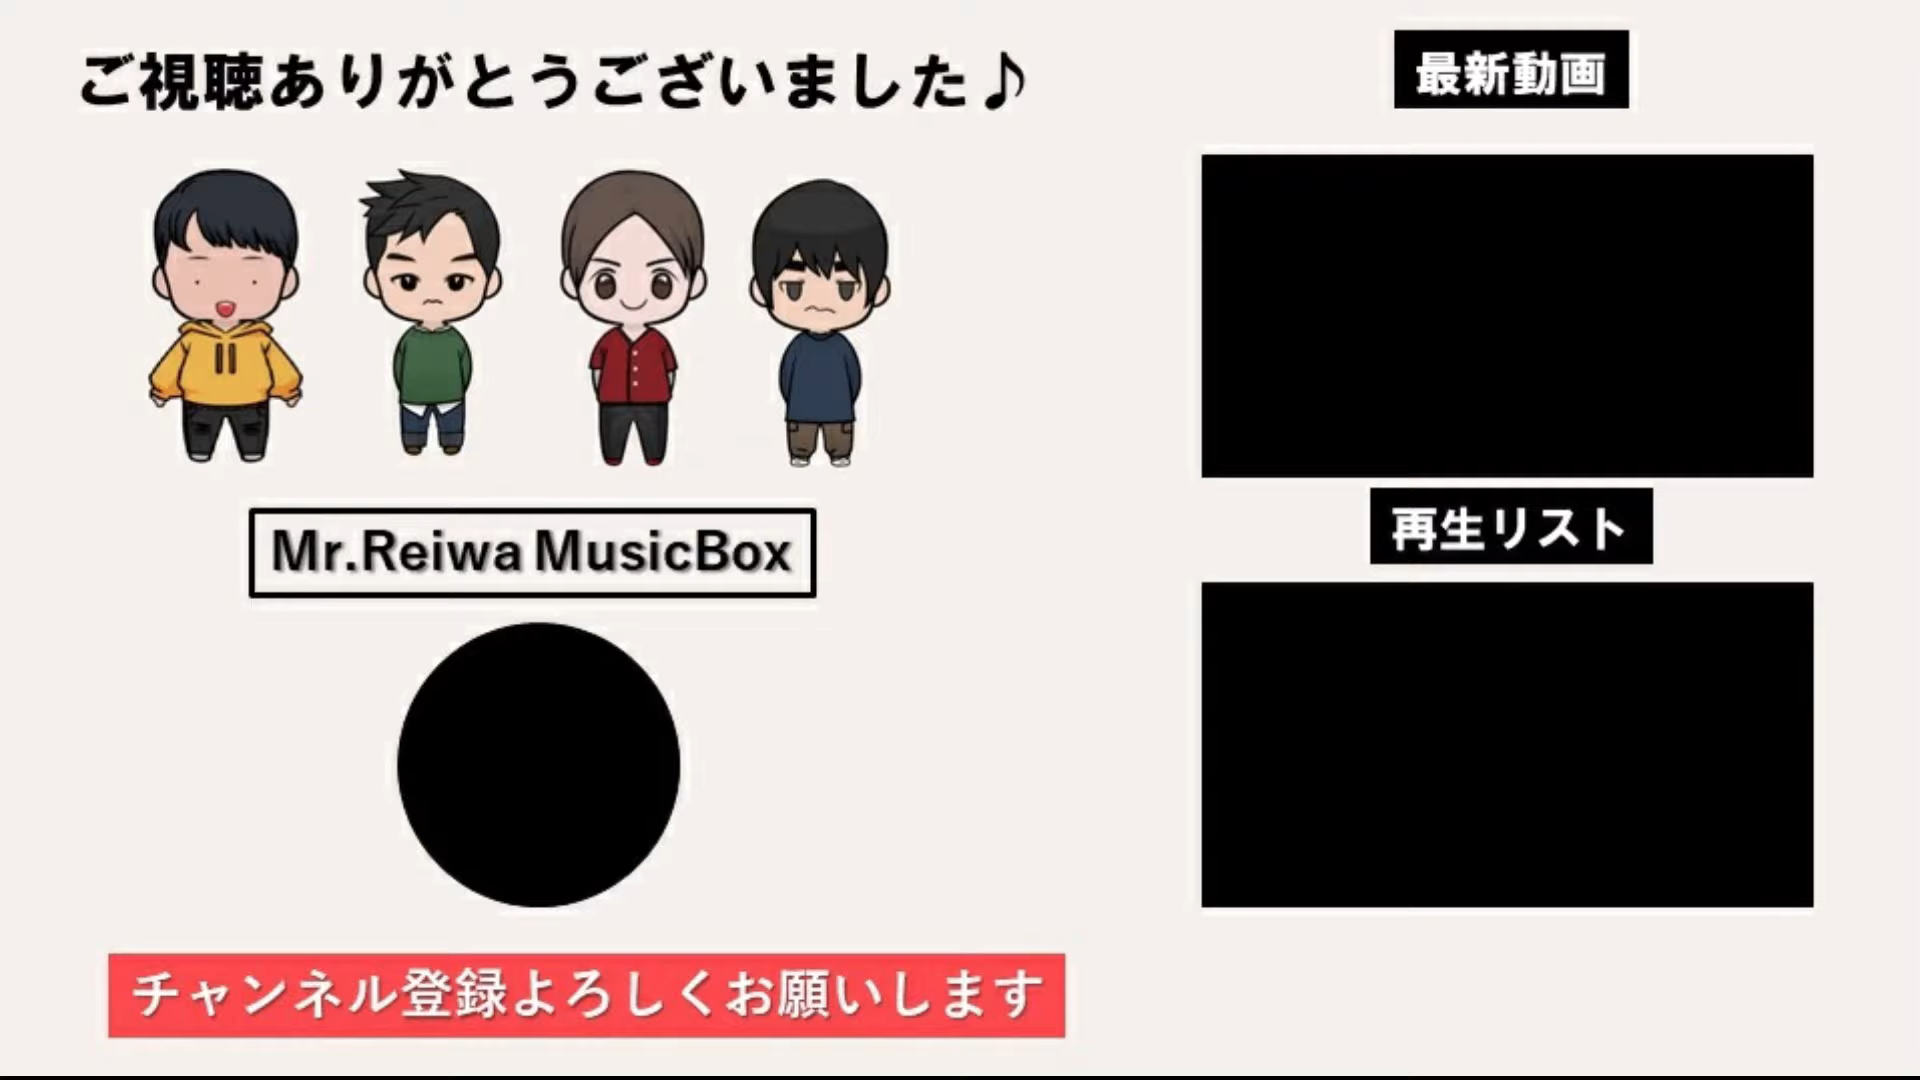 ご視聴ありがとうございました♪
Mr.Reiwa MusicBox
チャンネル登録よろしくお願いします
最新動画
再生リスト